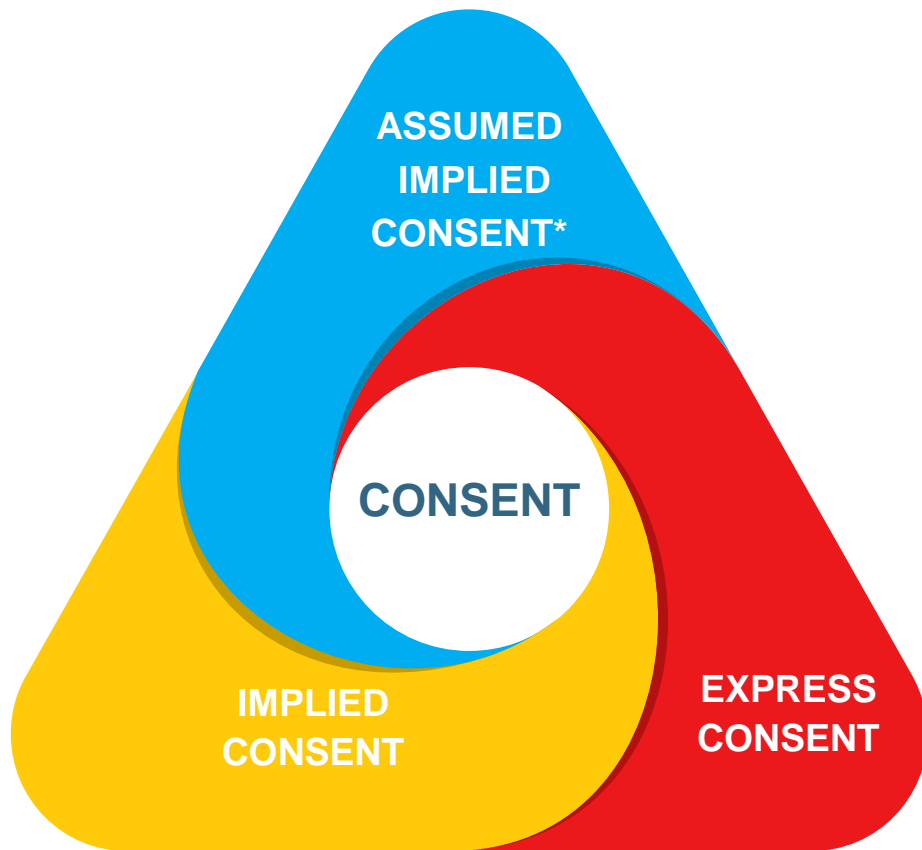 ASSUMED
IMPLIED
CONSENT*
CONSENT
IMPLIED
CONSENT
EXPRESS
CONSENT